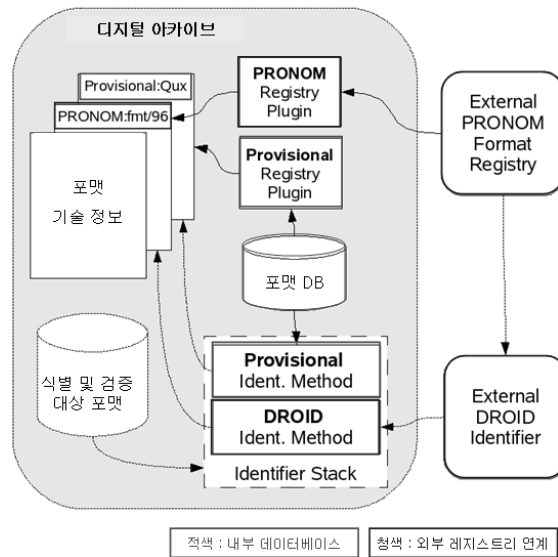 디지털 아카이브
Provisional:Qux
PRONOM:fmt/96
포맷
기술 정보
PRONOM
Registry
Plugin
Provisional
Registry
Plugin
External
PRONOM
Format
Registry
포맷 DB
식별 및 검증
대상 포맷
Provisional
Ident. Method
DROID
Ident. Method
Identifier Stack
External
DROID
Identifier
적색 : 내부 데이터베이스
청색 : 외부 레지스트리 연계